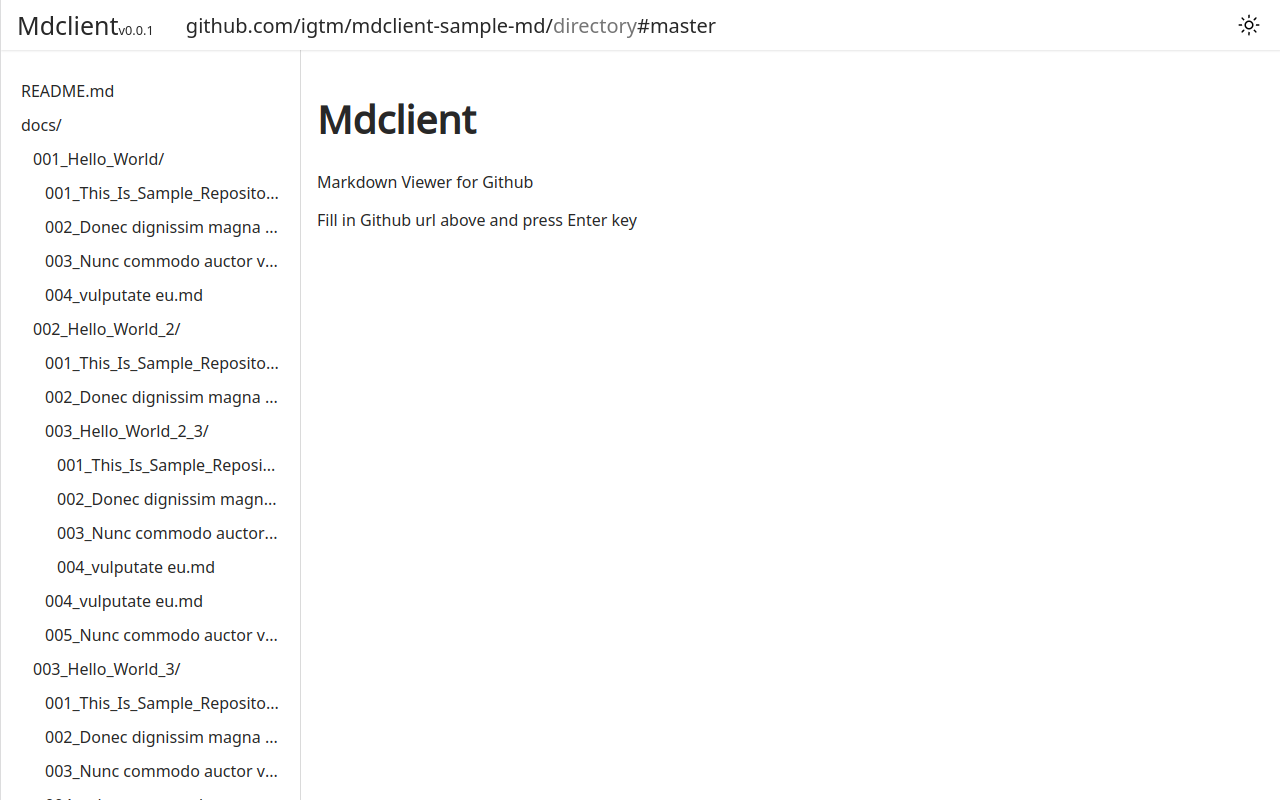 Mdclient v0.0.1 github.com/igtm/mdclient-sample-md/directory#master
README.md
docs/
001_Hello_World/
001_This_Is_Sample_Reposito...
002_Donec dignissim magna ...
003_Nunc commodo auctor v...
004_vulputate eu.md
002_Hello_World_2/
001_This_Is_Sample_Reposito...
002_Donec dignissim magna ...
003_Hello_World_2_3/
001_This_Is_Sample_Reposi...
002_Donec dignissim magn...
003_Nunc commodo auctor...
004_vulputate eu.md
004_vulputate eu.md
005_Nunc commodo auctor v...
003_Hello_World_3/
001_This_Is_Sample_Reposito...
002_Donec dignissim magna ...
003_Nunc commodo auctor v...
Mdclient
Markdown Viewer for Github
Fill in Github url above and press Enter key